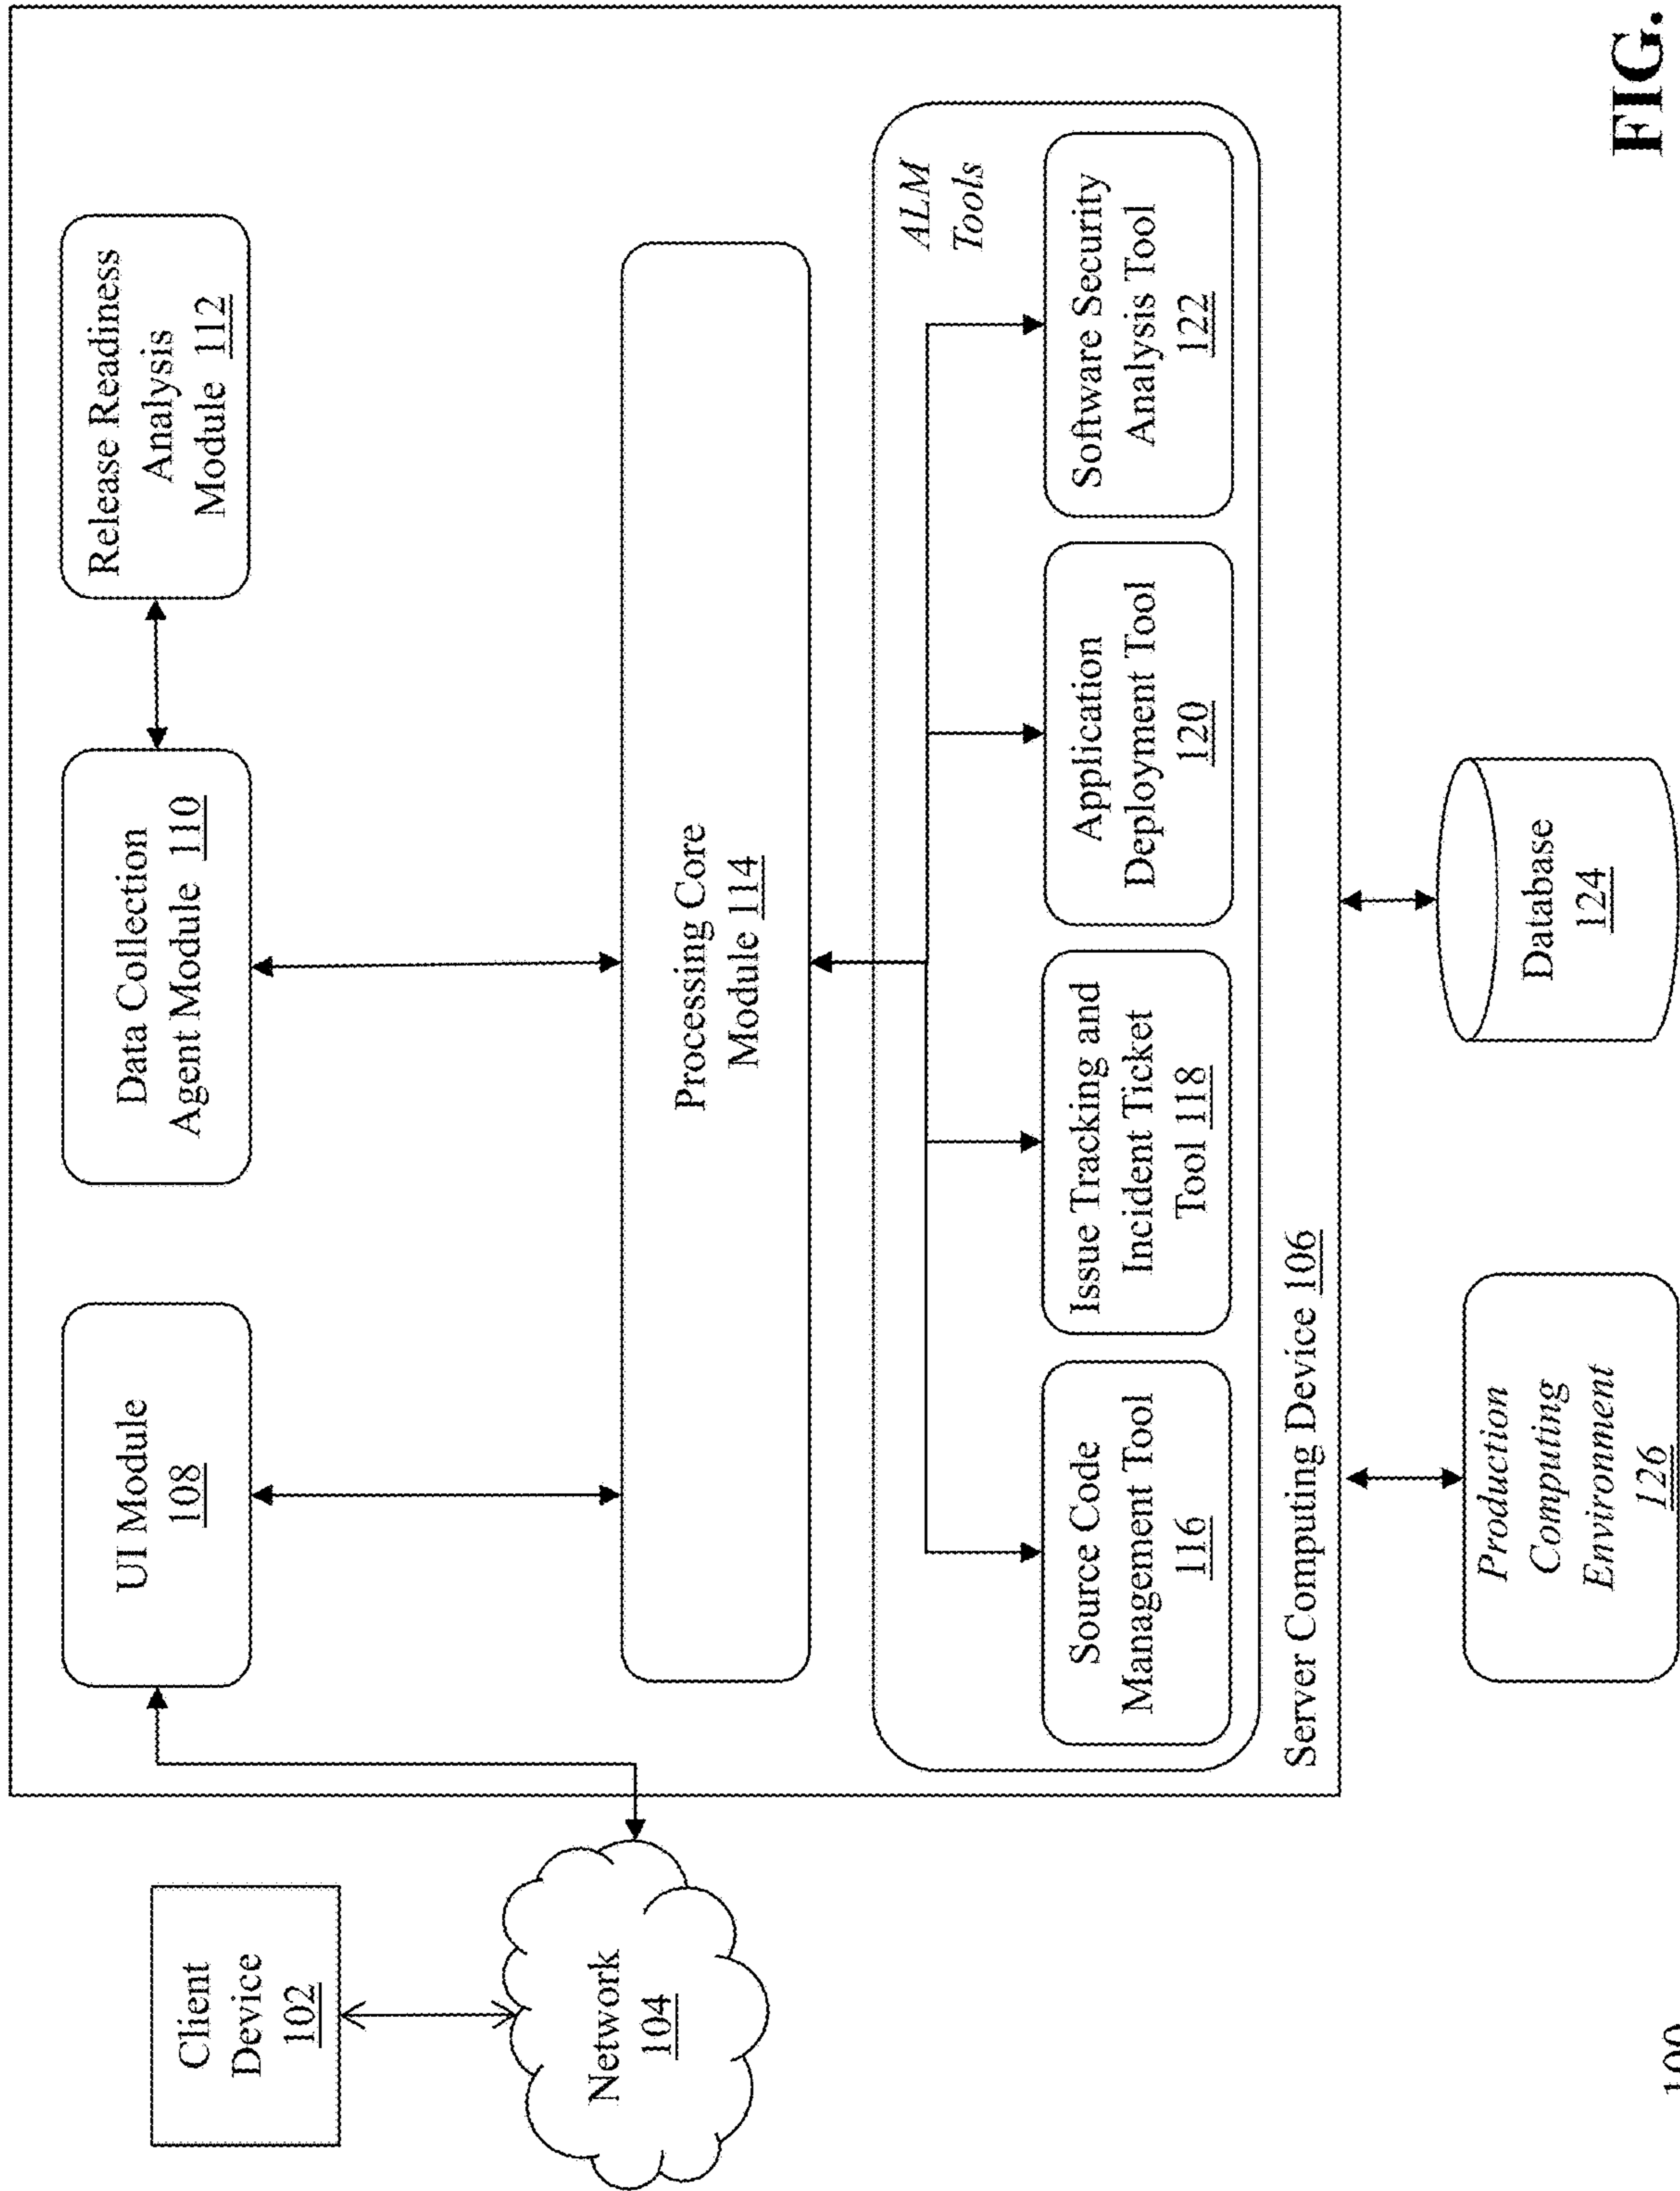 Client
Device
102
Network
104
UI Module
108
Data Collection
Agent Module 110
Release Readiness
Analysis
Module 112
Processing Core
Module 114
ALM
Tools
Source Code
Management Tool
116
Issue Tracking and
Incident Ticket
Tool 118
Application
Deployment Tool
120
Software Security
Analysis Tool
122
Server Computing Device 106
Production
Computing
Environment
126
Database
124
100
FIG.